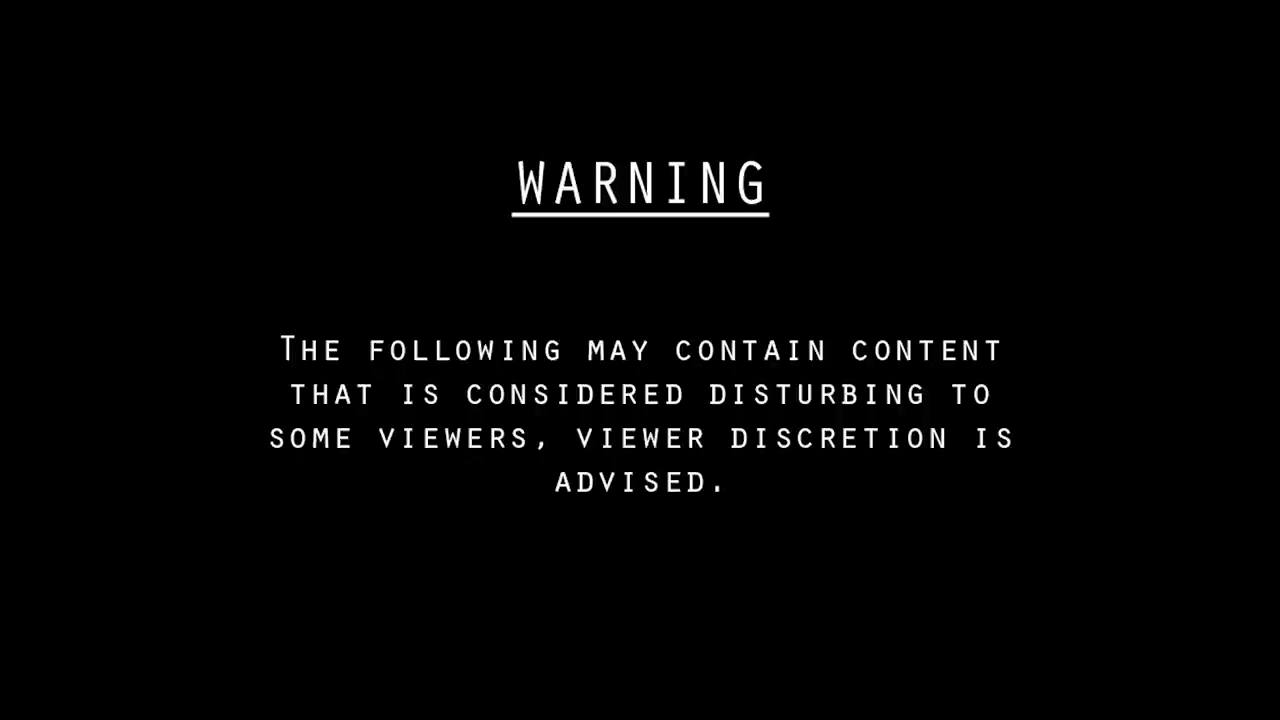 WARNING
THE FOLLOWING MAY CONTAIN CONTENT
THAT IS CONSIDERED DISTURBING TO
SOME VIEWERS, VIEWER DISCRETION IS
ADVISED.